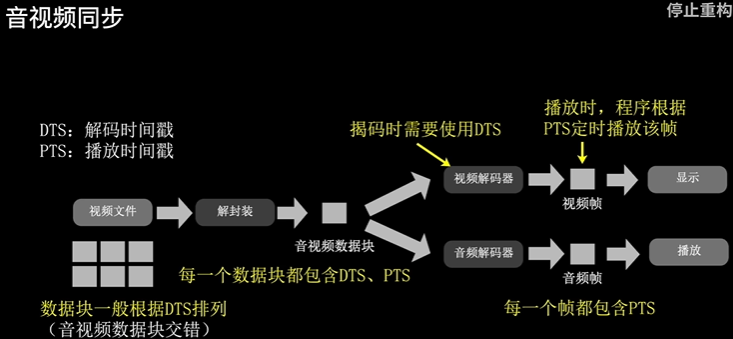 音视频同步
停止重构
DTS：解码时间戳
PTS：播放时间戳
揭码时需要使用DTS
播放时，程序根据
PTS定时播放该帧
视频文件
解封装
音视频数据块
视频解码器
视频帧
显示
音频解码器
音频帧
播放
每一个数据块都包含DTS、PTS
数据块一般根据DTS排列
（音视频数据块交错）
每一个帧都包含PTS